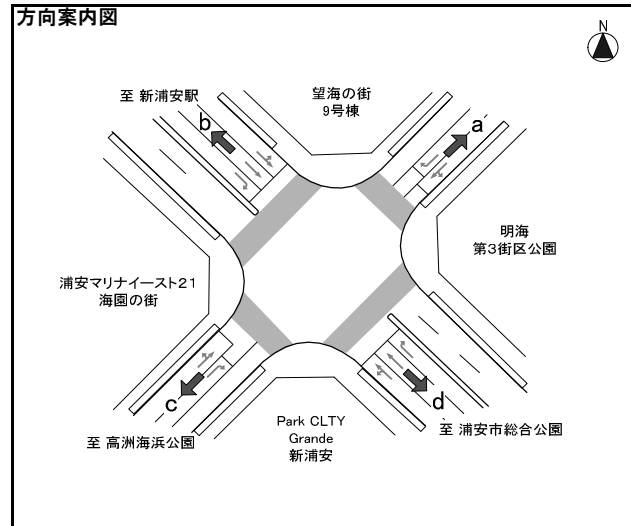 方向案内図
N
至 新浦安駅
望海の街
9号棟
b
a
明海
第3街区公園
浦安マリナイースト21
海園の街
c
d
Park CLTY
Grande
新浦安
至 高洲海浜公園
至 浦安市総合公園